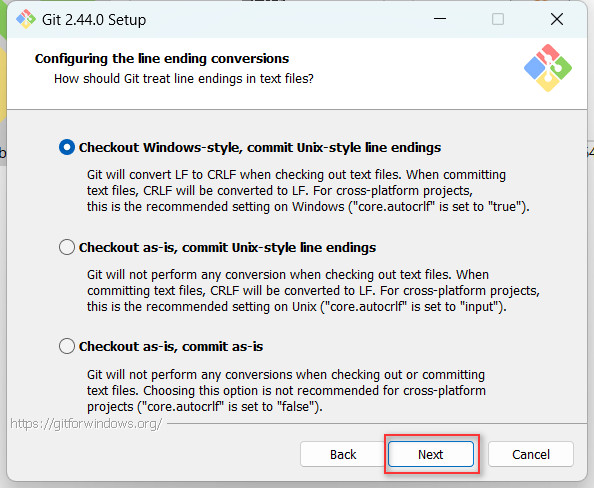 Git 2.44.0 Setup
Configuring the line ending conversions
How should Git treat line endings in text files?
Checkout Windows-style, commit Unix-style line endings
Git will convert LF to CRLF when checking out text files. When committing
text files, CRLF will be converted to LF. For cross-platform projects,
this is the recommended setting on Windows ("core.autocrlf" is set to "true").
Checkout as-is, commit Unix-style line endings
Git will not perform any conversion when checking out text files. When
committing text files, CRLF will be converted to LF. For cross-platform projects,
this is the recommended setting on Unix ("core.autocrlf" is set to "input").
Checkout as-is, commit as-is
Git will not perform any conversions when checking out or committing
text files. Choosing this option is not recommended for cross-platform
projects ("core.autocrlf" is set to "false").
https://gitforwindows.org/
Back
Next
Cancel